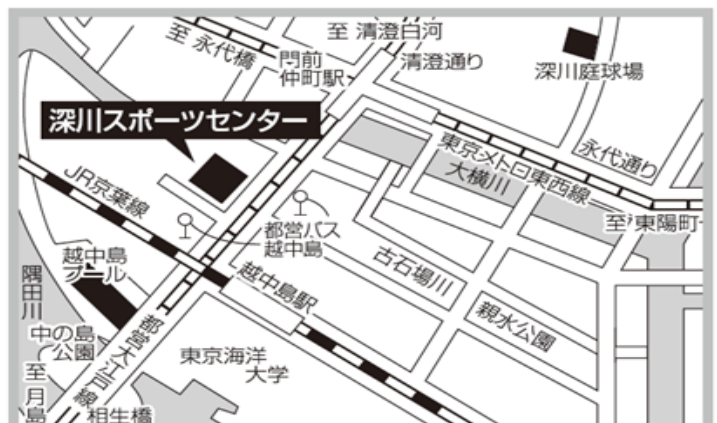 至 清澄白河
至 永代橋
門前
仲町駅
清澄通り
深川庭球場
深川スポーツセンター
東京メトロ東西線
永代通り
大横川
至 東陽町
JR京葉線
都営バス
越中島
越中島
プール
古石場川
越中島駅
隅田川
親水公園
中の島
公園
都営大江戸線
東京海洋
大学
至 月島
相生橋